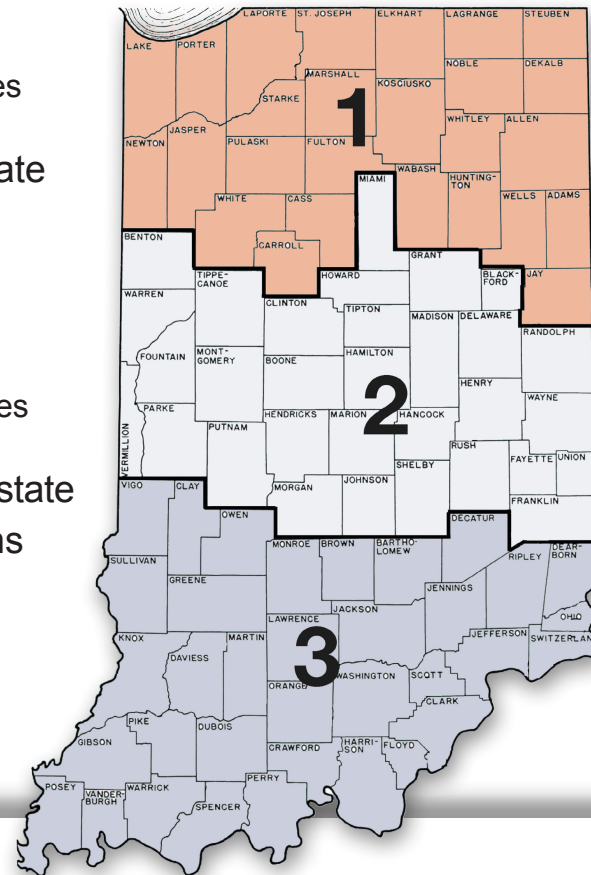 es
ate
es
state
ns
LAPORTE ST. JOSEPH ELKHART LAGRANGE STEUBEN
LAKE PORTER
NOBLE DEKALB
MARSHALL
KOSCIUSKO
STARKE
1
WHITLEY ALLEN
JASPER
NEWTON PULASKI FULTON
WABASH
MIAMI HUNTING-
TON
WHITE CASS WELLS ADAMS
BENTON
CARROLL
GRANT
TIPPE-
CANOE
HOWARD BLACK-
FORD
JAY
WARREN CLINTON
TIPTON
MADISON DELAWARE
RANDOLPH
FOUNTAIN MONT-
GOMERY
BOONE HAMILTON
2
HENRY
WAYNE
PARKE HENDRICKS MARION HANCOCK
PUTNAM
RUSH
FAYETTE UNION
VERMILLION
SHELBY
MORGAN JOHNSON
VIGO CLAY
FRANKLIN
OWEN DECATUR
MONROE BROWN BARTHO-
LOMEW
RIPLEY DEAR-
BORN
SULLIVAN
GREENE JENNINGS
JACKSON
LAWRENCE OHIO
3
KNOX MARTIN JEFFERSON SWITZERLAN
DAVIESS
WASHINGTON SCOTT
ORANGE
CLARK
PIKE DUBOIS
GIBSON CRAWFORD HARRI-
SON
FLOYD
POSEY VANDER-
BURGH
WARRICK PERRY
SPENCER